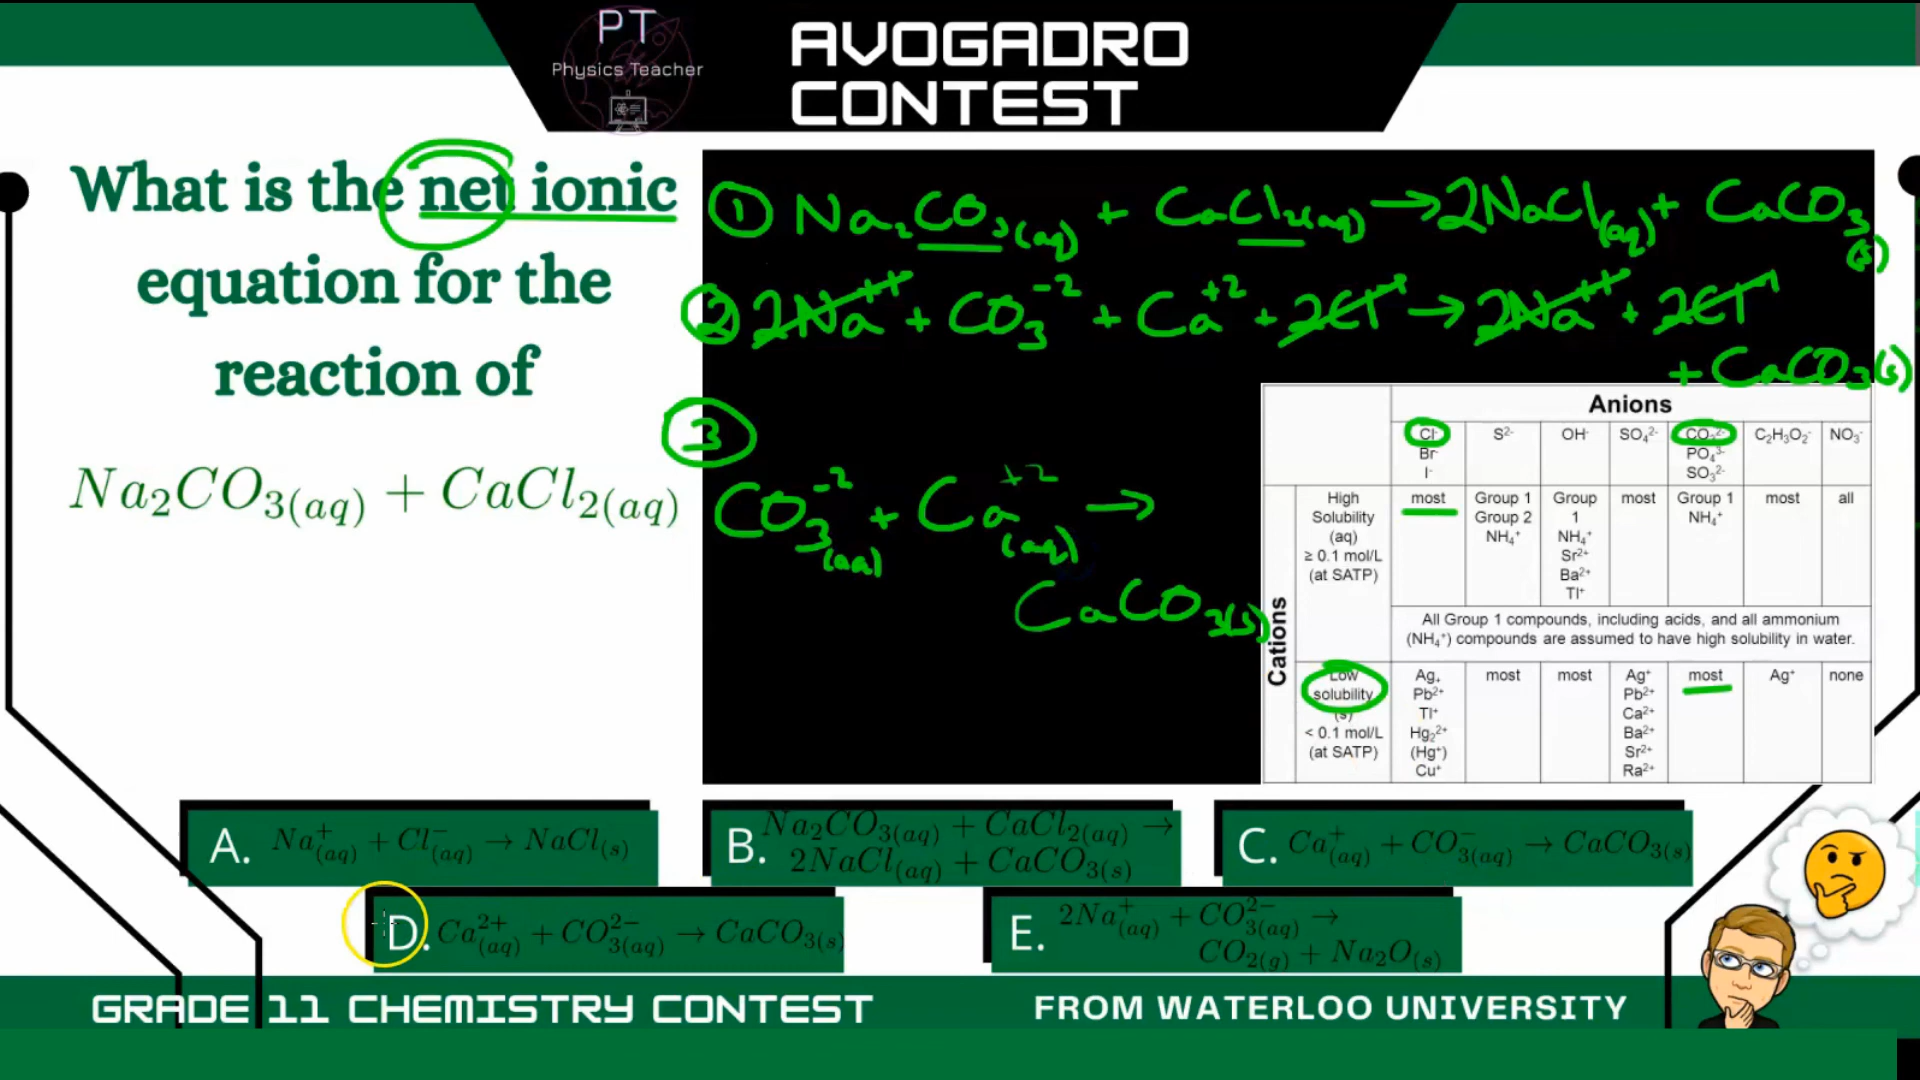 PT
Physics Teacher
AVOGADRO
CONTEST
What is the net ionic
equation for the
reaction of
Na₂CO₃(aq) + CaCl₂(aq)
① Na₂CO₃(aq) + CaCl₂(aq) → 2NaCl(aq) + CaCO₃(s)
② 2Na⁺¹ + CO₃⁻² + Ca⁺² + 2Cl⁻¹ → 2Na⁺¹ + 2Cl⁻¹
+ CaCO₃(s)
③
CO₃⁻²(aq) + Ca⁺²(aq) →
CaCO₃(s)
Anions
Cl⁻ S²⁻ OH⁻ SO₄²⁻ CO₃²⁻ C₂H₃O₂⁻ NO₃⁻
Br⁻ PO₄³⁻
I⁻ SO₃²⁻
Cations
High most Group 1 Group most Group 1 most all
Solubility Group 2 1 NH₄⁺
(aq) NH₄⁺ NH₄⁺
≥ 0.1 mol/L Sr²⁺
(at SATP) Ba²⁺
Tl⁺
All Group 1 compounds, including acids, and all ammonium
(NH₄⁺) compounds are assumed to have high solubility in water.
Low Ag₊ most most Ag⁺ most Ag⁺ none
solubility Pb²⁺ Pb²⁺
(s) Tl⁺ Ca²⁺
< 0.1 mol/L Hg₂²⁺ Ba²⁺
(at SATP) (Hg⁺) Sr²⁺
Cu⁺ Ra²⁺
A. Na⁺(aq) + Cl⁻(aq) → NaCl(s)
B. Na₂CO₃(aq) + CaCl₂(aq) →
2NaCl(aq) + CaCO₃(s)
C. Ca⁺(aq) + CO₃⁻(aq) → CaCO₃(s)
D. Ca²⁺(aq) + CO₃²⁻(aq) → CaCO₃(s)
E. 2Na⁺(aq) + CO₃²⁻(aq) →
CO₂(g) + Na₂O(s)
GRADE 11 CHEMISTRY CONTEST
FROM WATERLOO UNIVERSITY